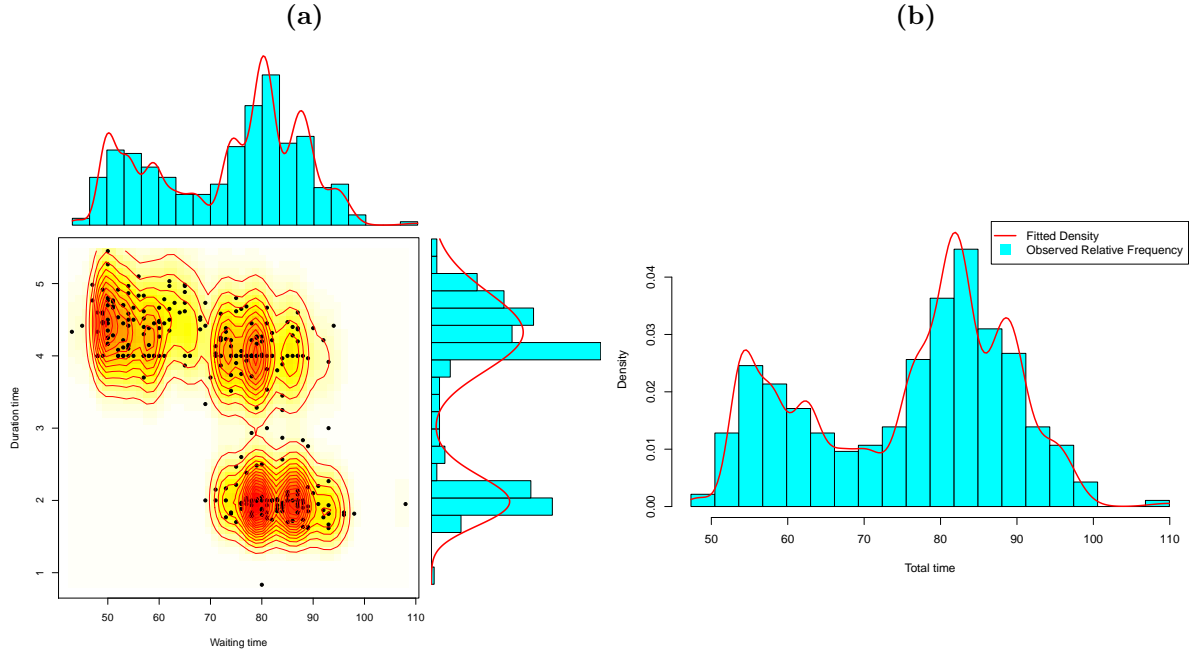 (a)
(b)
Duration time
5
4
3
2
1
50 60 70 80 90 100 110
Waiting time
Fitted Density
Observed Relative Frequency
Density
0.04
0.03
0.02
0.01
0.00
50 60 70 80 90 100 110
Total time